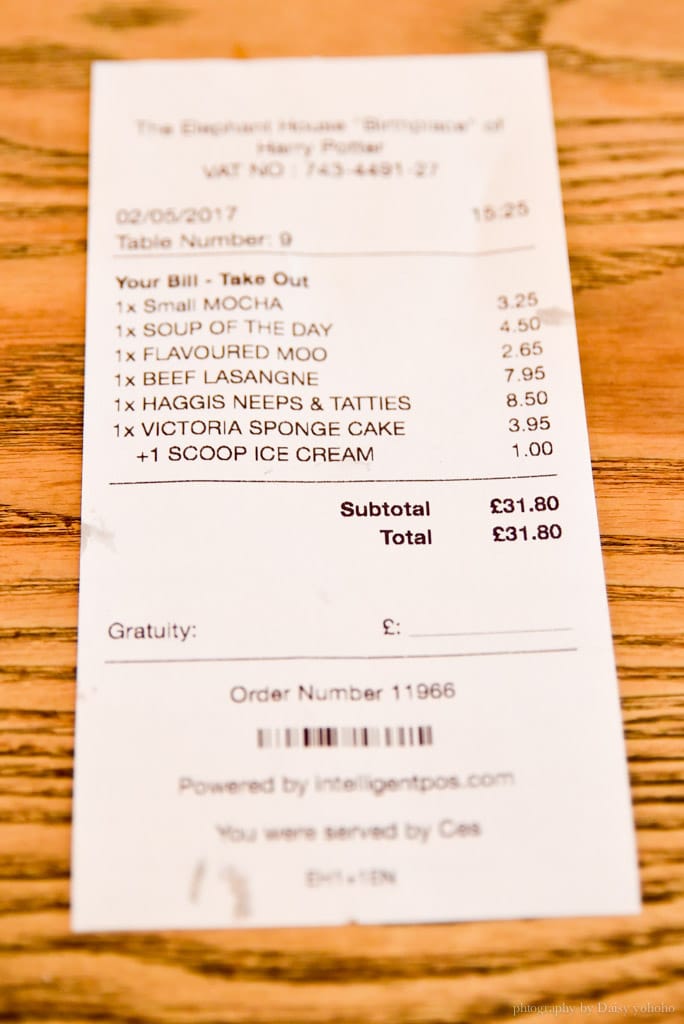 The Elephant House "Birthplace" of
Harry Potter
VAT NO : 743-4491-27
02/05/2017 15:25
Table Number: 9
Your Bill - Take Out
1x Small MOCHA 3.25
1x SOUP OF THE DAY 4.50
1x FLAVOURED MOO 2.65
1x BEEF LASANGNE 7.95
1x HAGGIS NEEPS & TATTIES 8.50
1x VICTORIA SPONGE CAKE 3.95
+1 SCOOP ICE CREAM 1.00
Subtotal £31.80
Total £31.80
Gratuity: £:
Order Number 11966
Powered by intelligentpos.com
You were served by Ces
EH1+1EN
phtography by Daisy yohoho